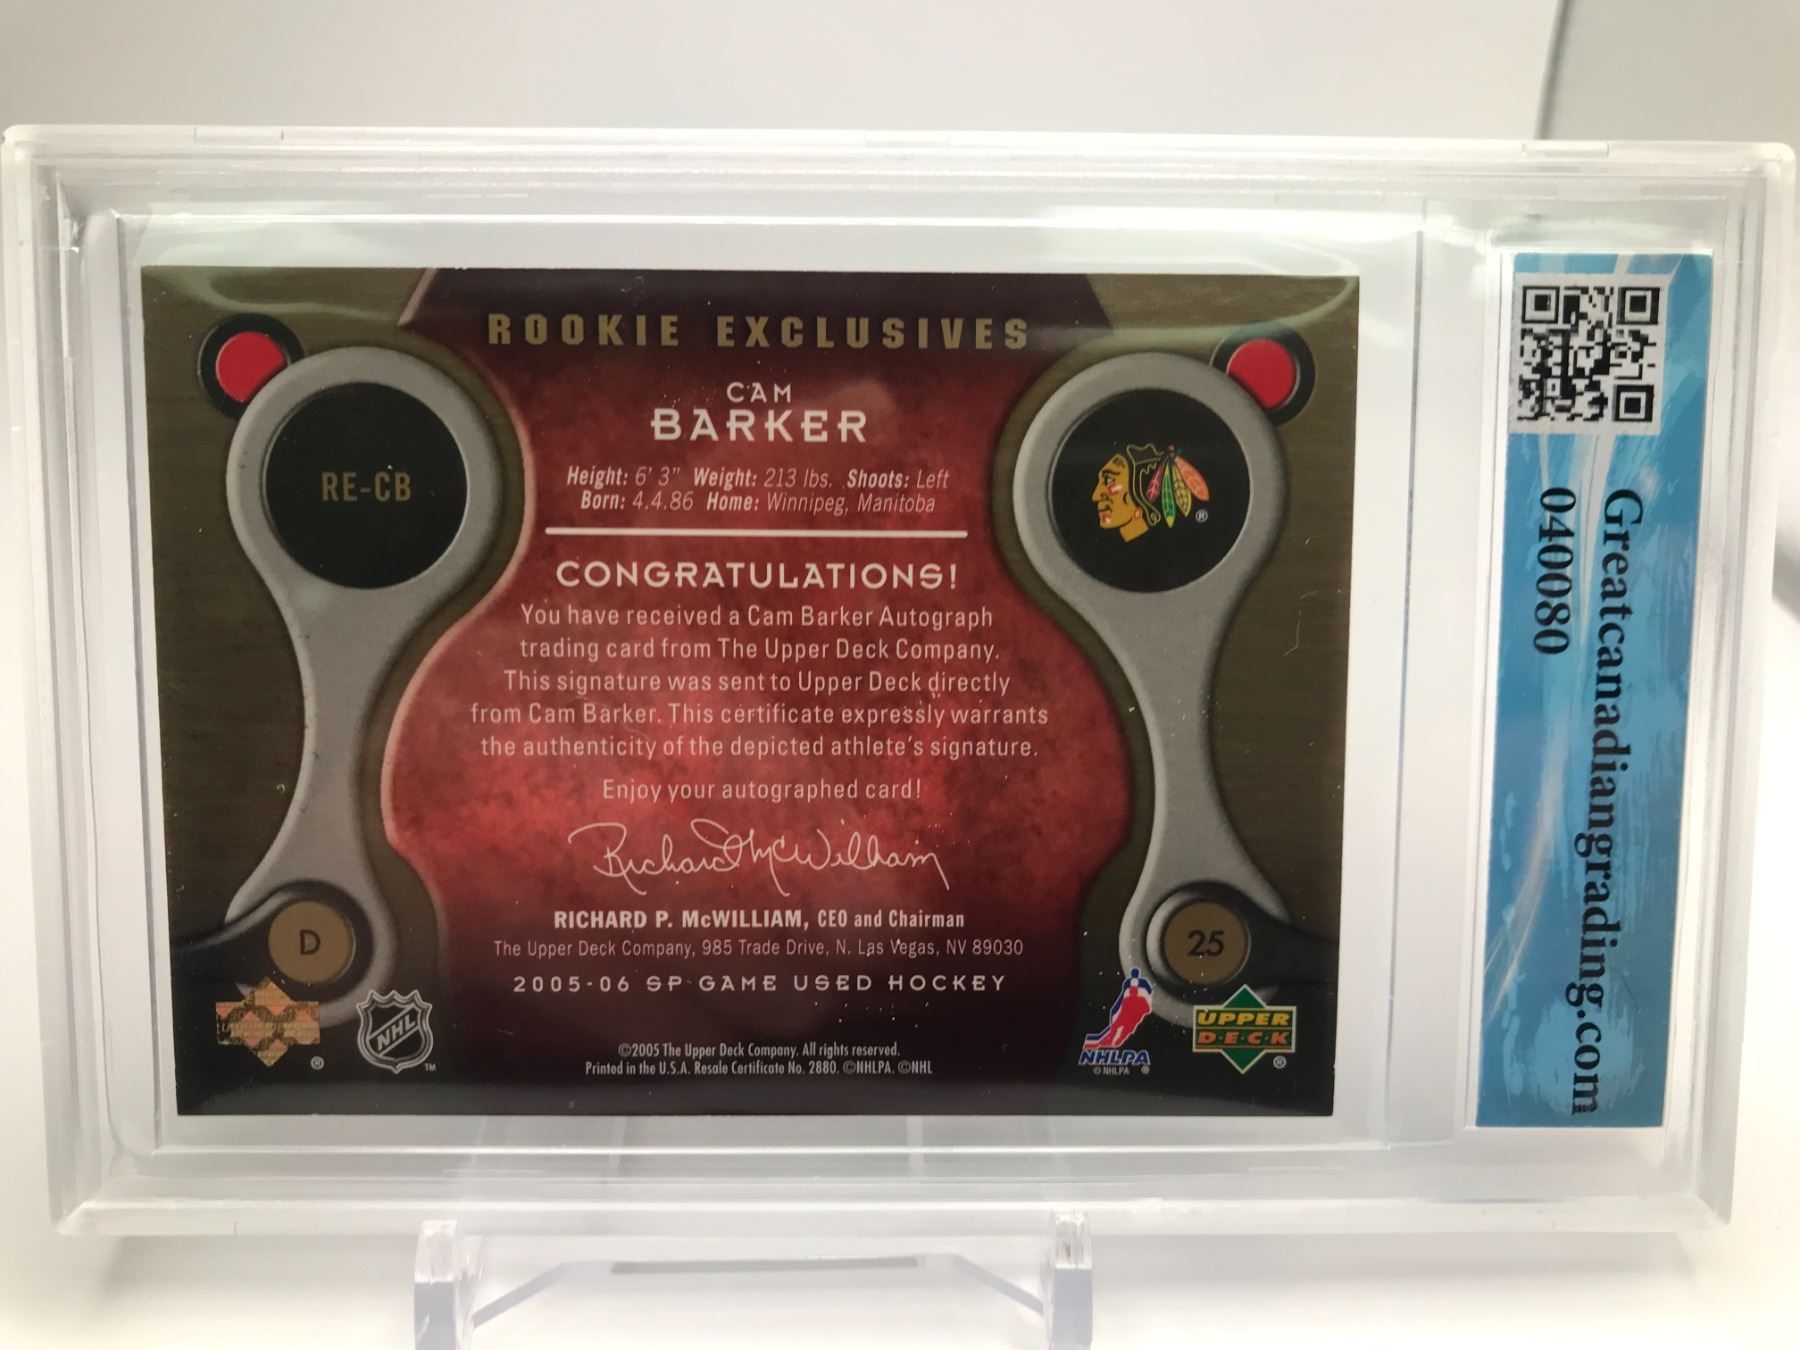 ROOKIE EXCLUSIVES
CAM
BARKER
RE-CB
Height: 6' 3" Weight: 213 lbs. Shoots: Left
Born: 4.4.86 Home: Winnipeg, Manitoba
®
CONGRATULATIONS!
You have received a Cam Barker Autograph
trading card from The Upper Deck Company.
This signature was sent to Upper Deck directly
from Cam Barker. This certificate expressly warrants
the authenticity of the depicted athlete's signature.
Enjoy your autographed card!
Richard McWilliam
RICHARD P. McWILLIAM, CEO and Chairman
The Upper Deck Company, 985 Trade Drive, N. Las Vegas, NV 89030
2005-06 SP GAME USED HOCKEY
D
25
®
NHL
™
©2005 The Upper Deck Company. All rights reserved.
Printed in the U.S.A. Resale Certificate No. 2880. ©NHLPA. ©NHL
NHLPA
© NHLPA ®
UPPER
D·E·C·K
®
Greatcanadiangrading.com
0400080